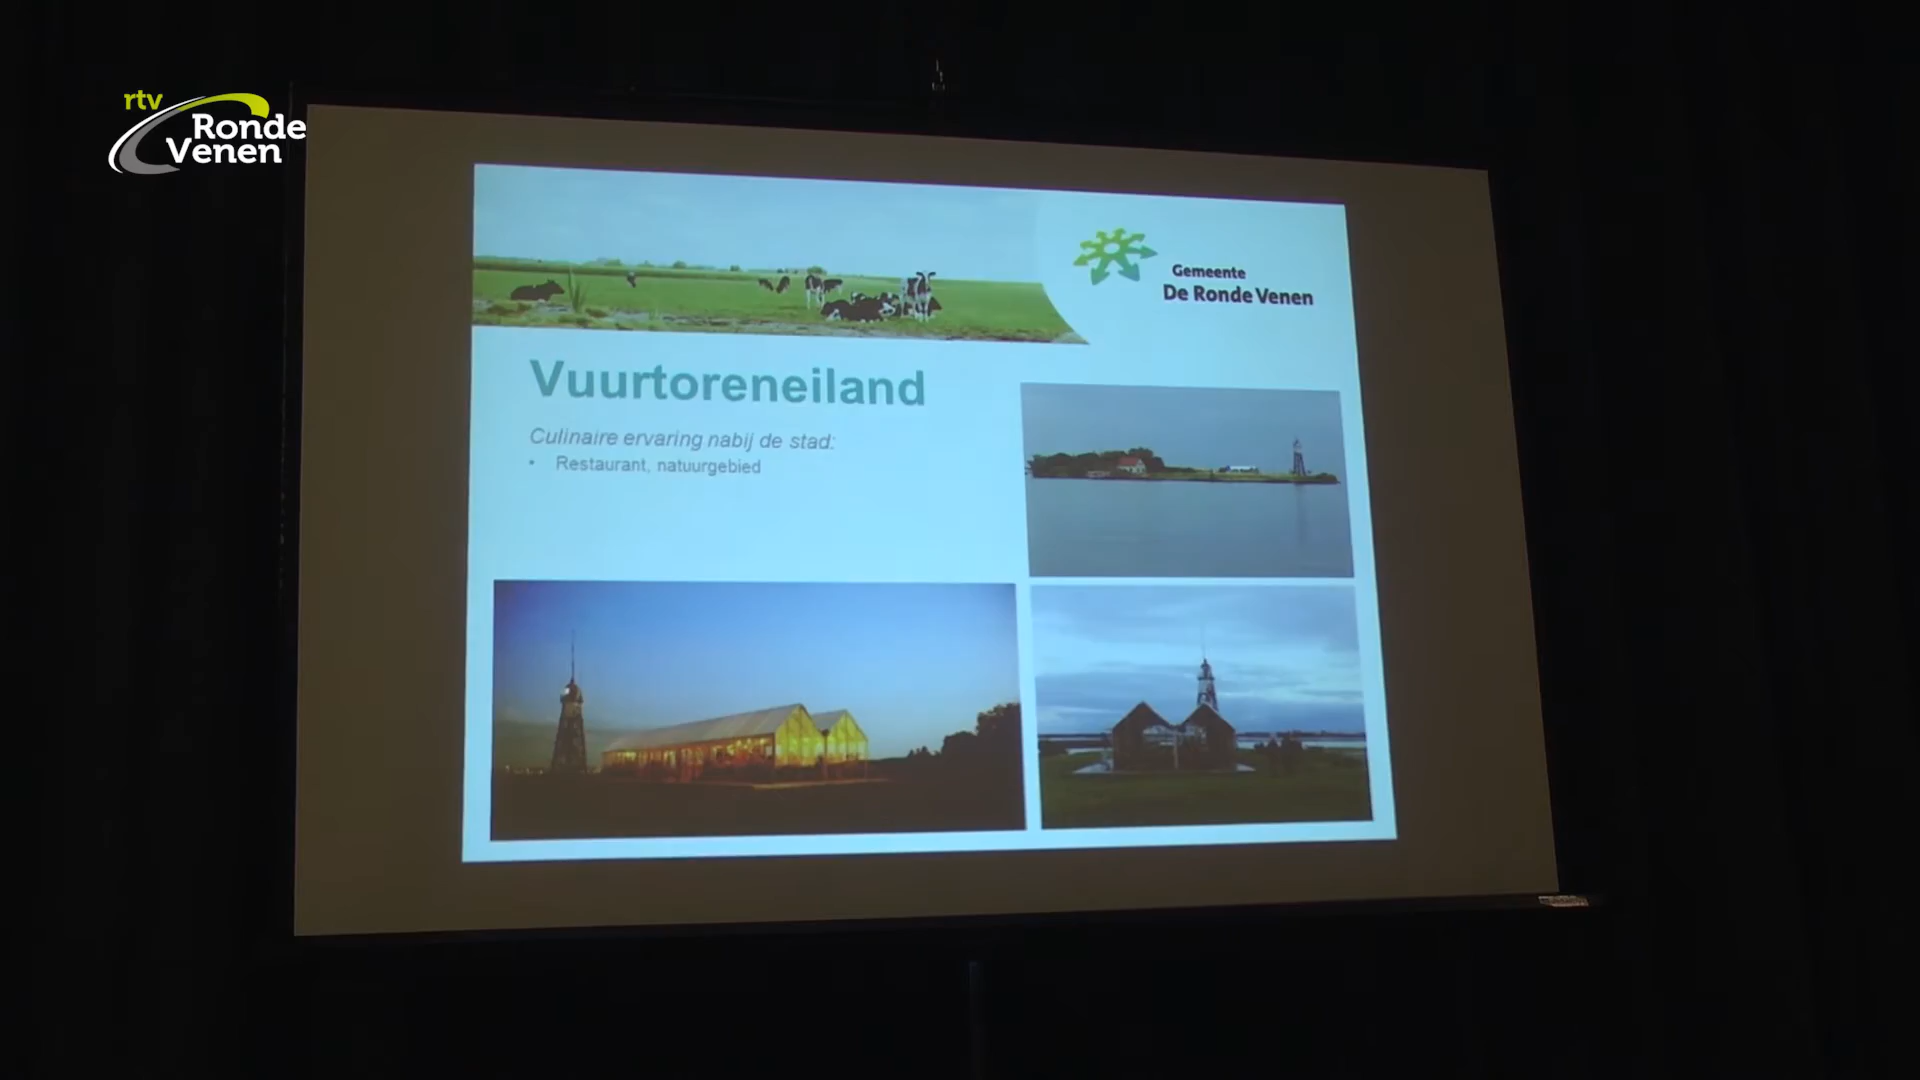 rtv
Ronde
Venen
Gemeente
De Ronde Venen
Vuurtoreneiland
Culinaire ervaring nabij de stad:
• Restaurant, natuurgebied